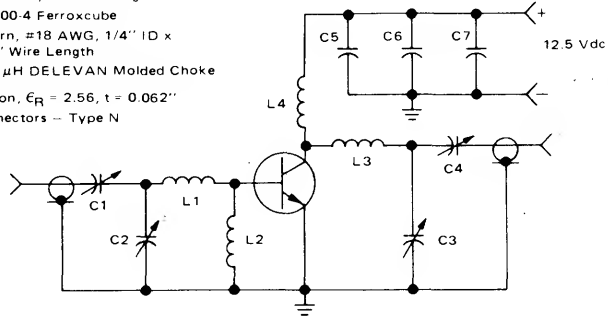 00-4 Ferroxcube
rn, #18 AWG, 1/4" ID x
" Wire Length
μH DELEVAN Molded Choke
on, ϵR = 2.56, t = 0.062"
nectors — Type N
C5 C6 C7
+
12.5 Vdc
−
L4
L3
C4
C1
L1
C2
L2
C3